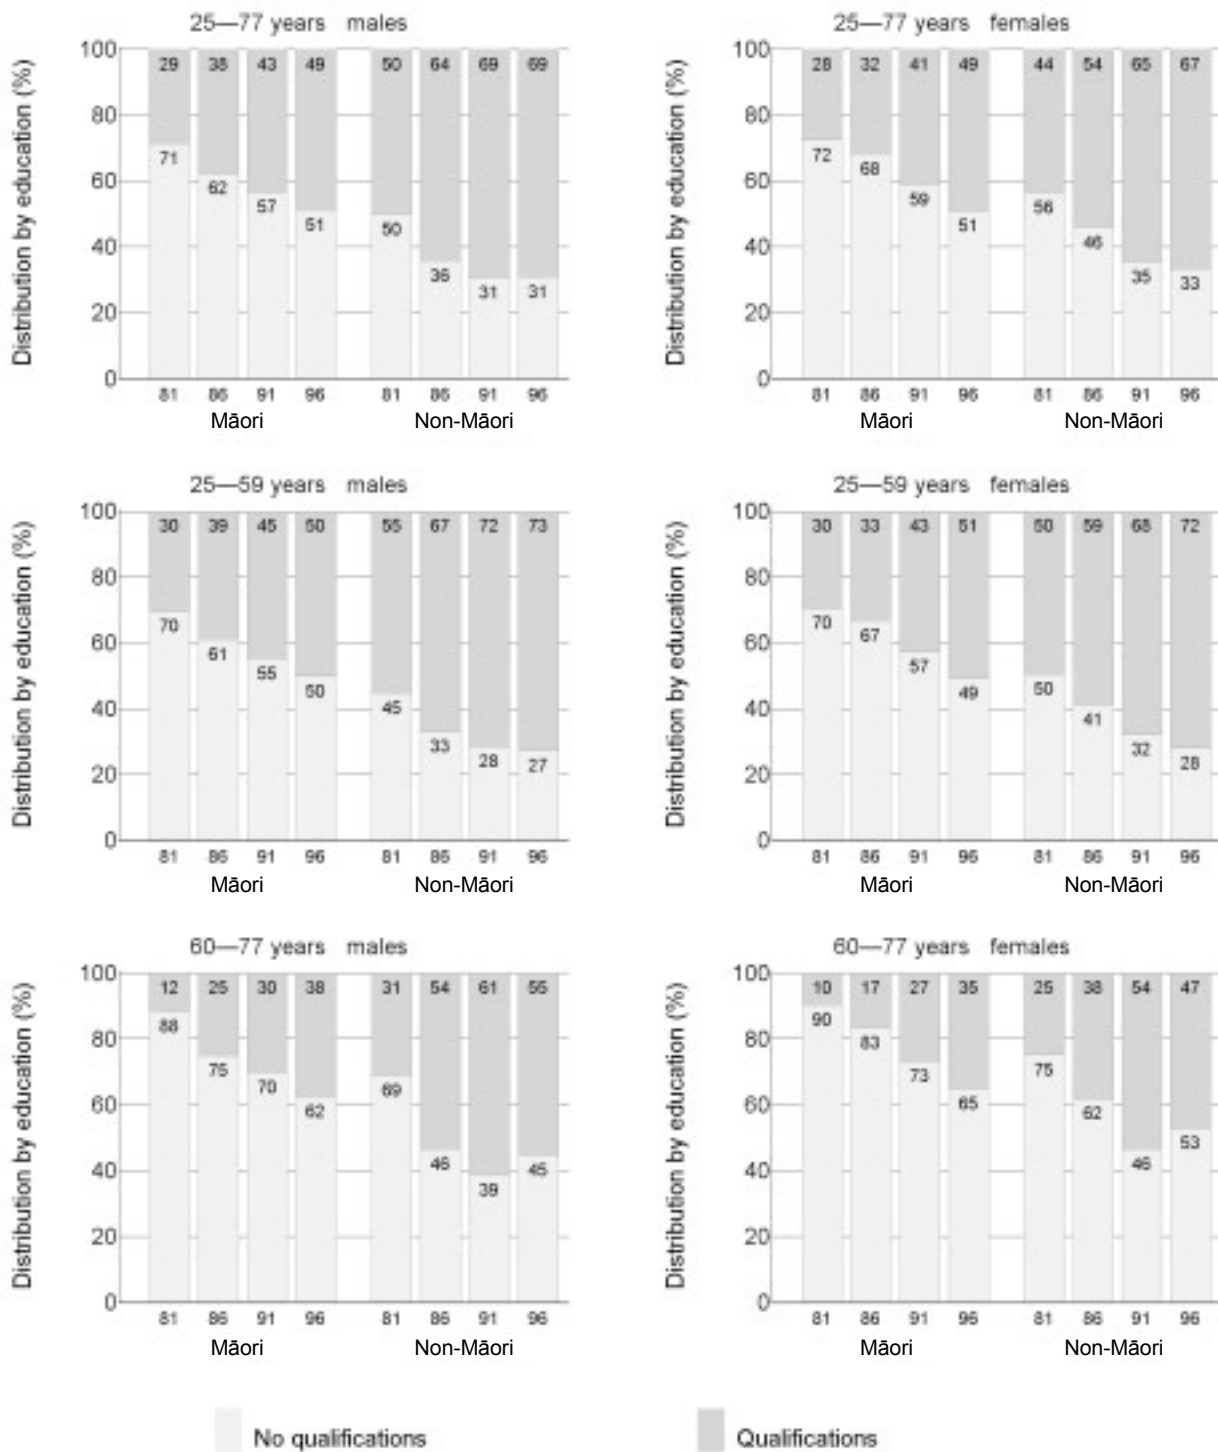 25—77 years males
Distribution by education (%)
100
80
60
40
20
0
29 38 43 49 50 64 69 69
71 62 57 51 50 36 31 31
81 86 91 96 81 86 91 96
Māori Non-Māori
25—77 years females
Distribution by education (%)
100
80
60
40
20
0
28 32 41 49 44 54 65 67
72 68 59 51 56 46 35 33
81 86 91 96 81 86 91 96
Māori Non-Māori
25—59 years males
Distribution by education (%)
100
80
60
40
20
0
30 39 45 50 55 67 72 73
70 61 55 50 45 33 28 27
81 86 91 96 81 86 91 96
Māori Non-Māori
25—59 years females
Distribution by education (%)
100
80
60
40
20
0
30 33 43 51 50 59 68 72
70 67 57 49 50 41 32 28
81 86 91 96 81 86 91 96
Māori Non-Māori
60—77 years males
Distribution by education (%)
100
80
60
40
20
0
12 25 30 38 31 54 61 55
88 75 70 62 69 46 39 45
81 86 91 96 81 86 91 96
Māori Non-Māori
60—77 years females
Distribution by education (%)
100
80
60
40
20
0
10 17 27 35 25 38 54 47
90 83 73 65 75 62 46 53
81 86 91 96 81 86 91 96
Māori Non-Māori
No qualifications Qualifications